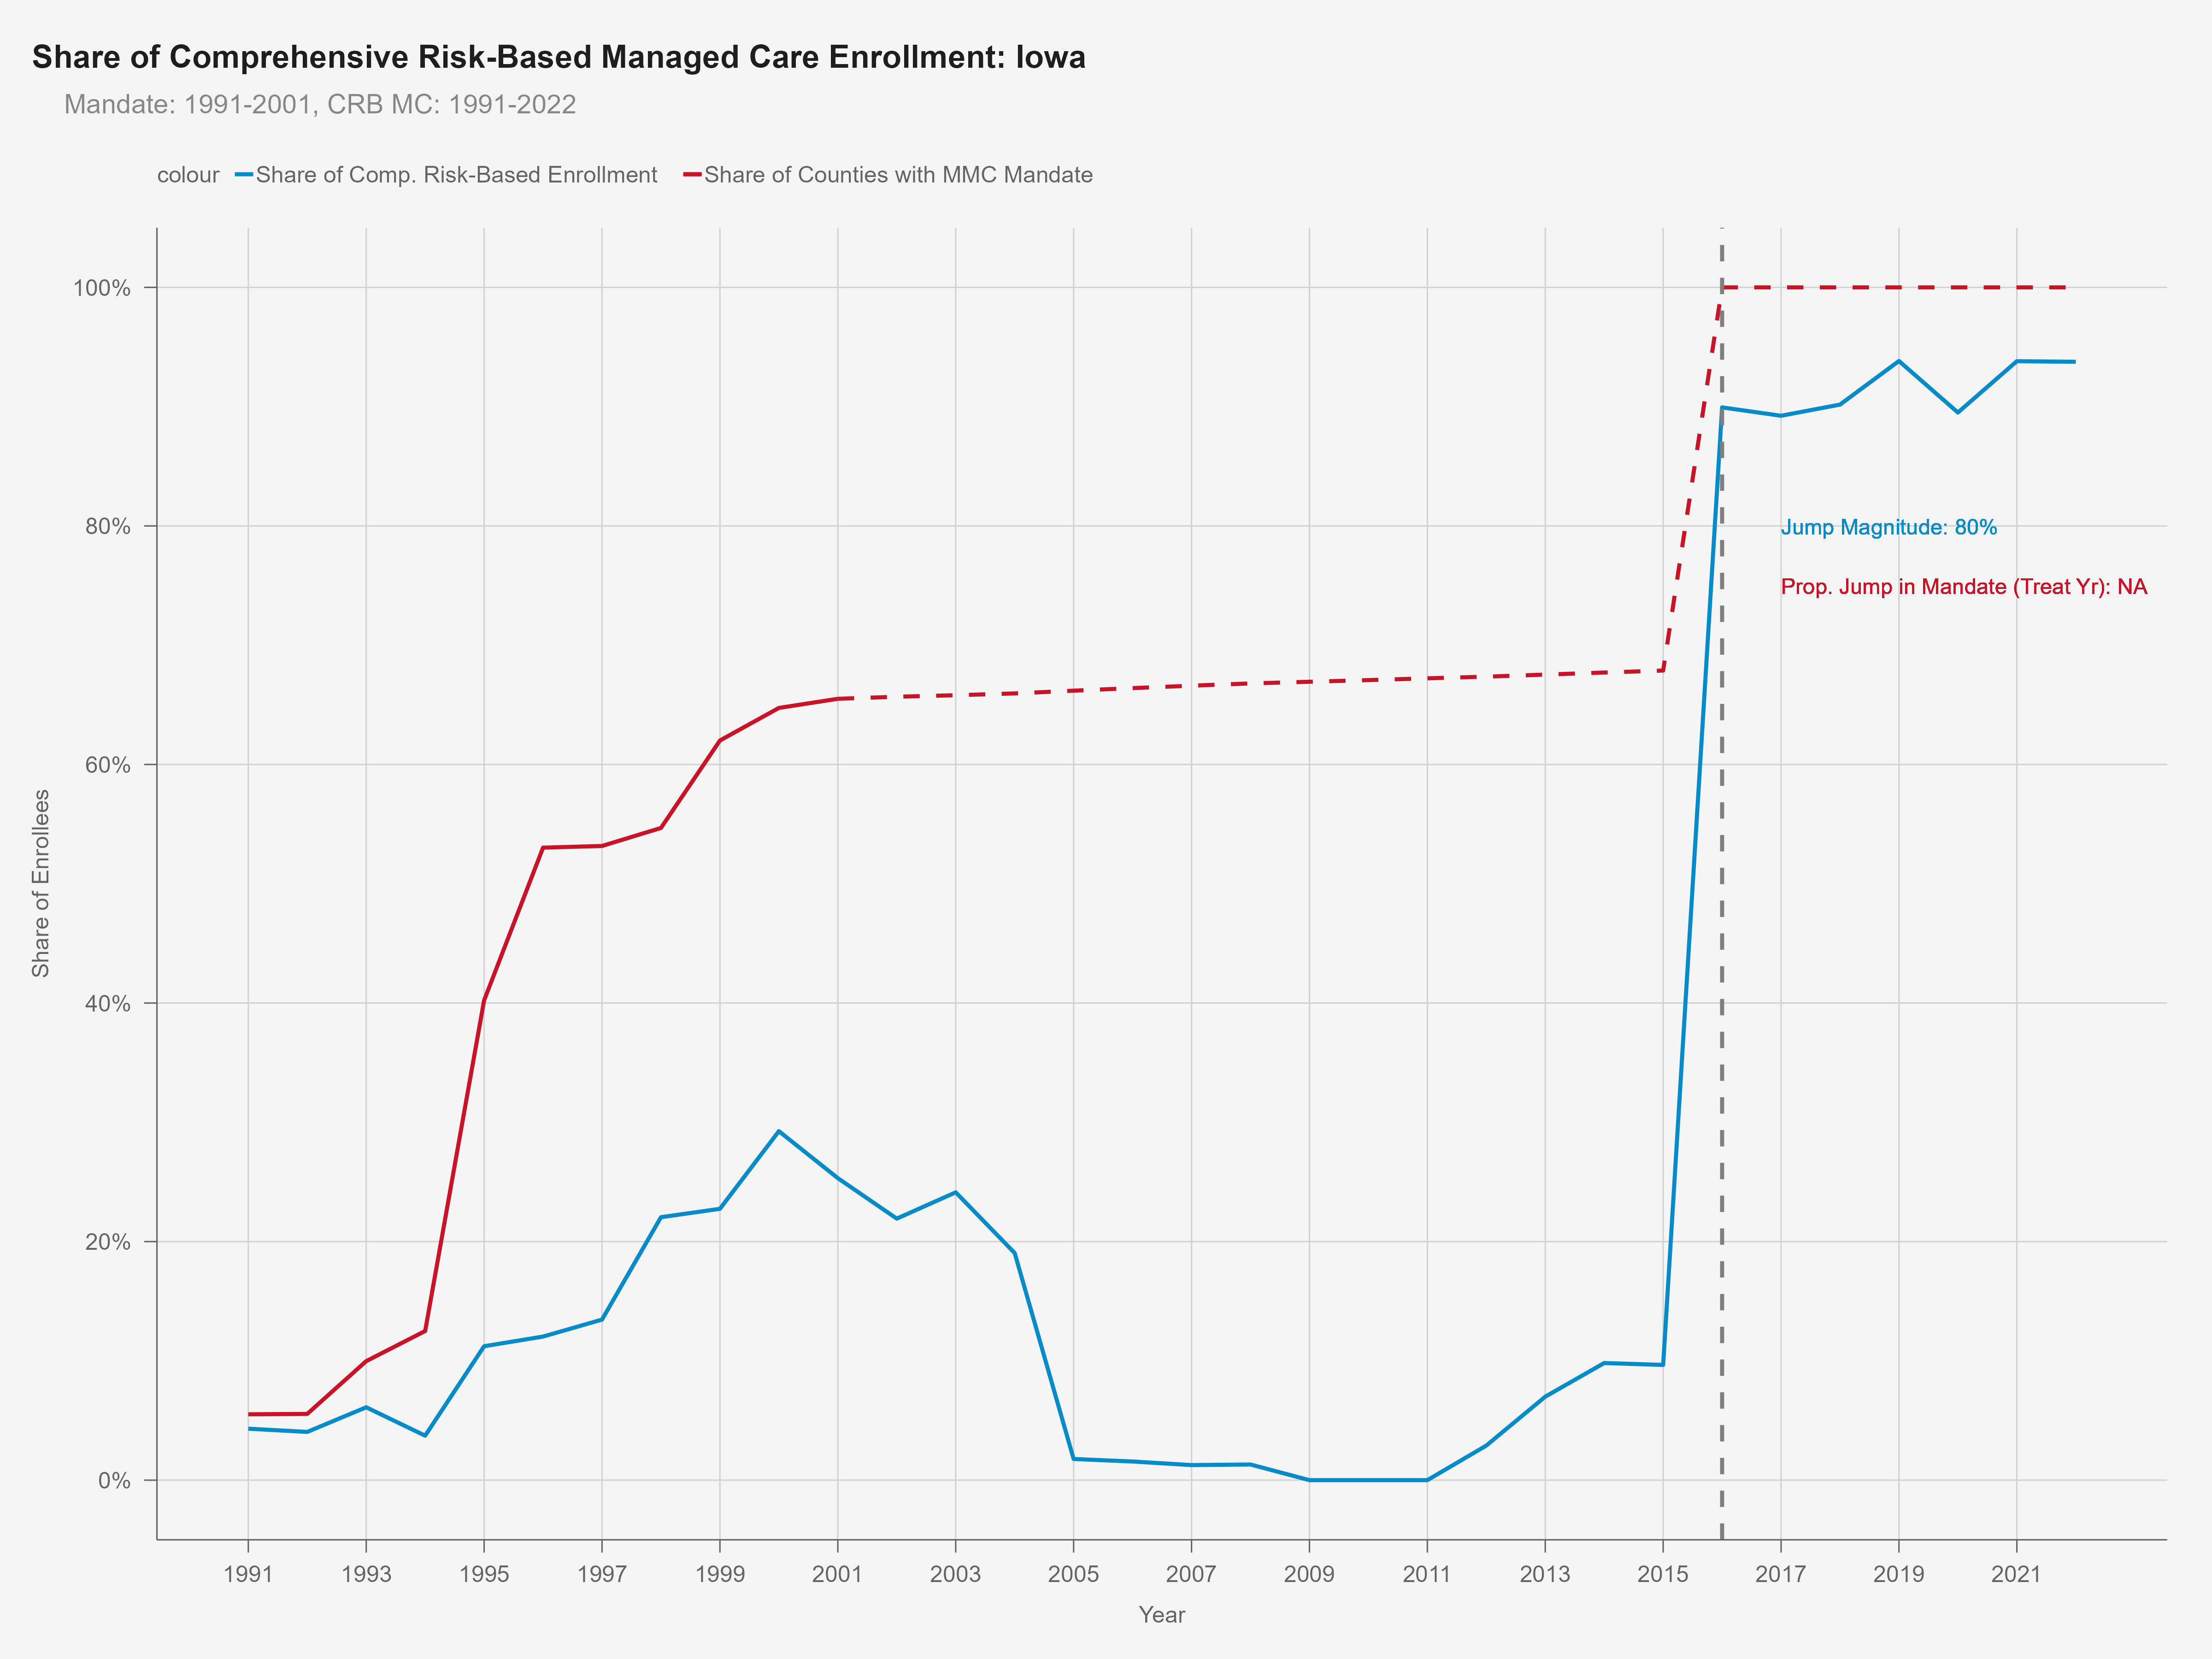 Share of Comprehensive Risk-Based Managed Care Enrollment: Iowa
Mandate: 1991-2001, CRB MC: 1991-2022
colour Share of Comp. Risk-Based Enrollment Share of Counties with MMC Mandate
100%
80%
60%
40%
20%
0%
Share of Enrollees
Jump Magnitude: 80%
Prop. Jump in Mandate (Treat Yr): NA
1991 1993 1995 1997 1999 2001 2003 2005 2007 2009 2011 2013 2015 2017 2019 2021
Year